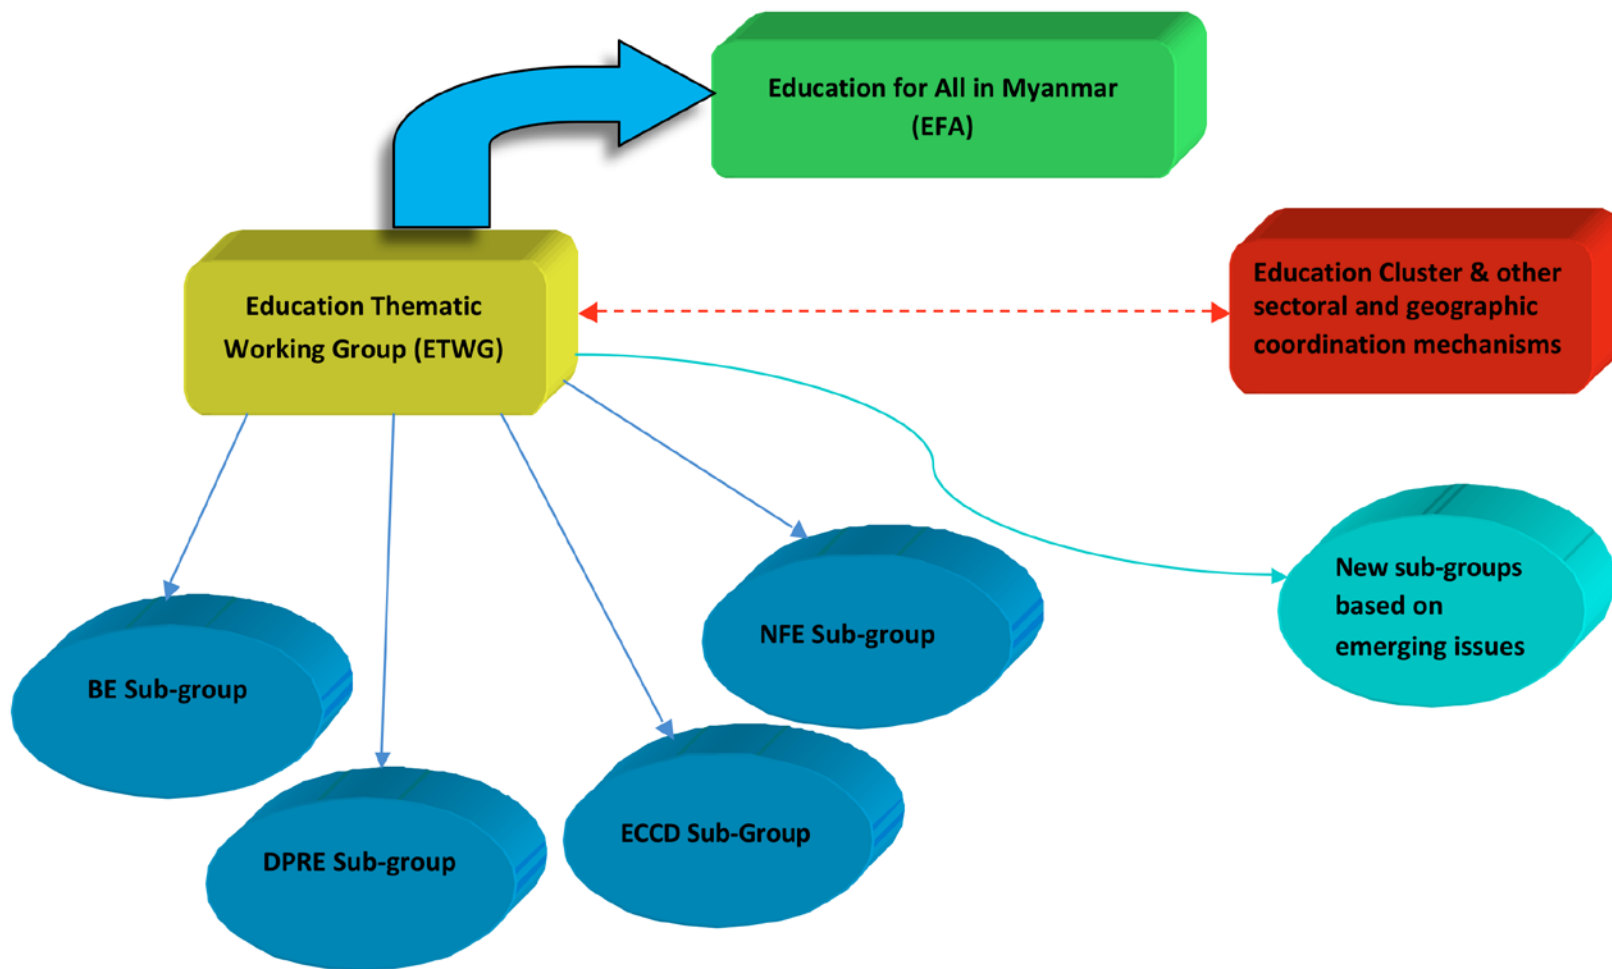 Education for All in Myanmar
(EFA)
Education Thematic
Working Group (ETWG)
Education Cluster & other
sectoral and geographic
coordination mechanisms
New sub-groups
based on
emerging issues
NFE Sub-group
BE Sub-group
ECCD Sub-Group
DPRE Sub-group